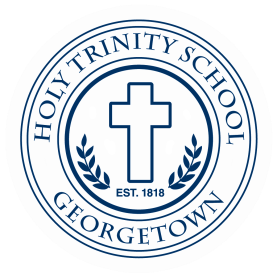 HOLY TRINITY SCHOOL
EST. 1818
GEORGETOWN